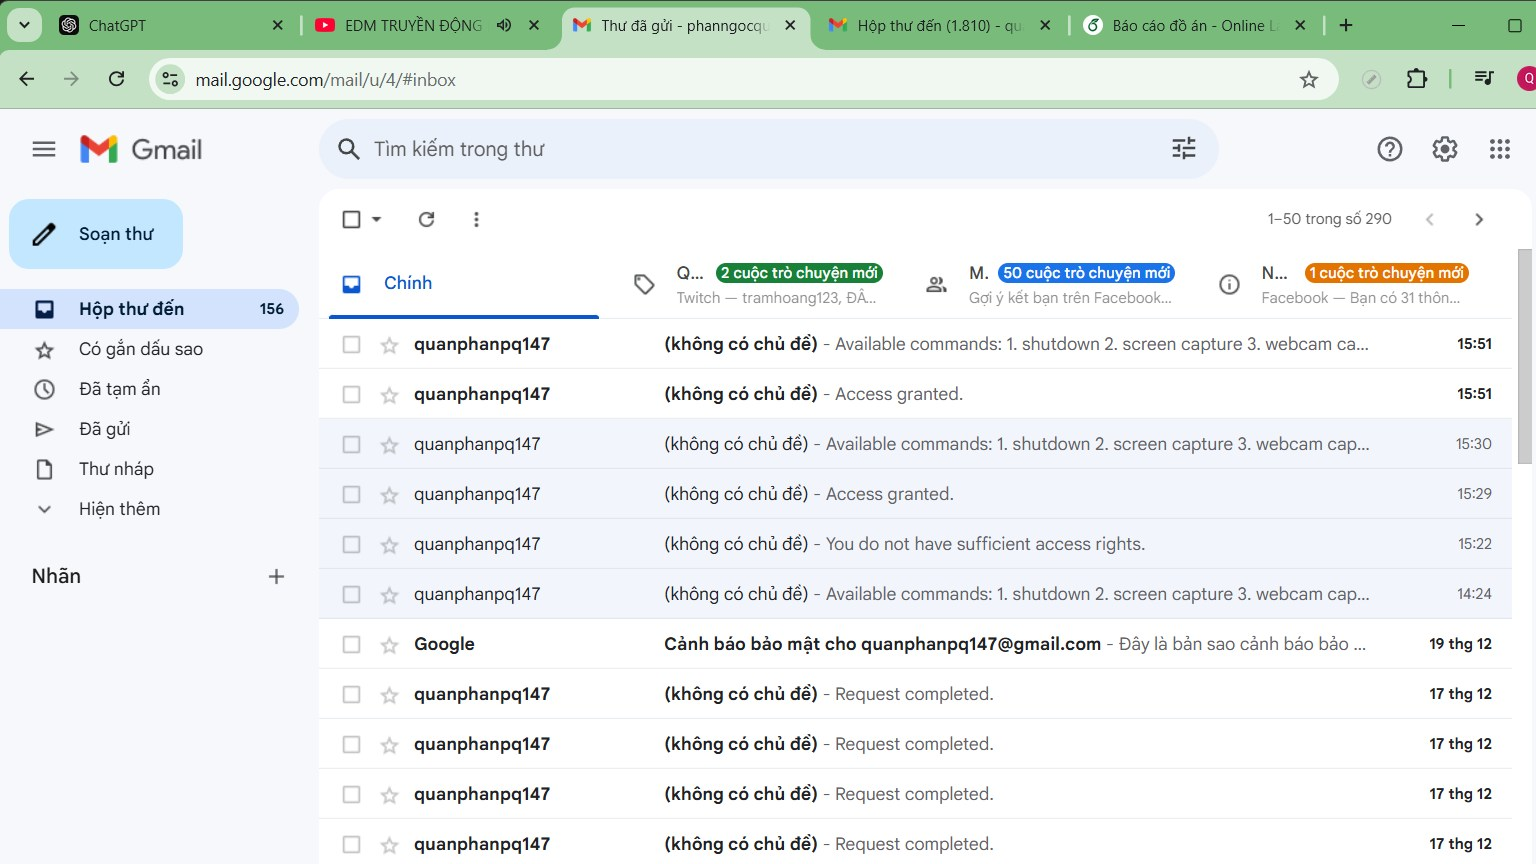 ChatGPT
EDM TRUYỀN ĐỘNG
Thư đã gửi - phanngocqu
Hộp thư đến (1.810) - qu
Báo cáo đồ án - Online L
mail.google.com/mail/u/4/#inbox
Q
Gmail
Tìm kiếm trong thư
Soạn thư
1–50 trong số 290
Chính
Q... 2 cuộc trò chuyện mới
Twitch — tramhoang123, ĐÂ...
M. 50 cuộc trò chuyện mới
Gợi ý kết bạn trên Facebook...
N... 1 cuộc trò chuyện mới
Facebook — Bạn có 31 thôn...
Hộp thư đến 156
Có gắn dấu sao
Đã tạm ẩn
Đã gửi
Thư nháp
Hiện thêm
Nhãn
quanphanpq147 (không có chủ đề) - Available commands: 1. shutdown 2. screen capture 3. webcam ca... 15:51
quanphanpq147 (không có chủ đề) - Access granted. 15:51
quanphanpq147 (không có chủ đề) - Available commands: 1. shutdown 2. screen capture 3. webcam cap... 15:30
quanphanpq147 (không có chủ đề) - Access granted. 15:29
quanphanpq147 (không có chủ đề) - You do not have sufficient access rights. 15:22
quanphanpq147 (không có chủ đề) - Available commands: 1. shutdown 2. screen capture 3. webcam cap... 14:24
Google Cảnh báo bảo mật cho quanphanpq147@gmail.com - Đây là bản sao cảnh báo bảo ... 19 thg 12
quanphanpq147 (không có chủ đề) - Request completed. 17 thg 12
quanphanpq147 (không có chủ đề) - Request completed. 17 thg 12
quanphanpq147 (không có chủ đề) - Request completed. 17 thg 12
quanphanpq147 (không có chủ đề) - Request completed. 17 thg 12